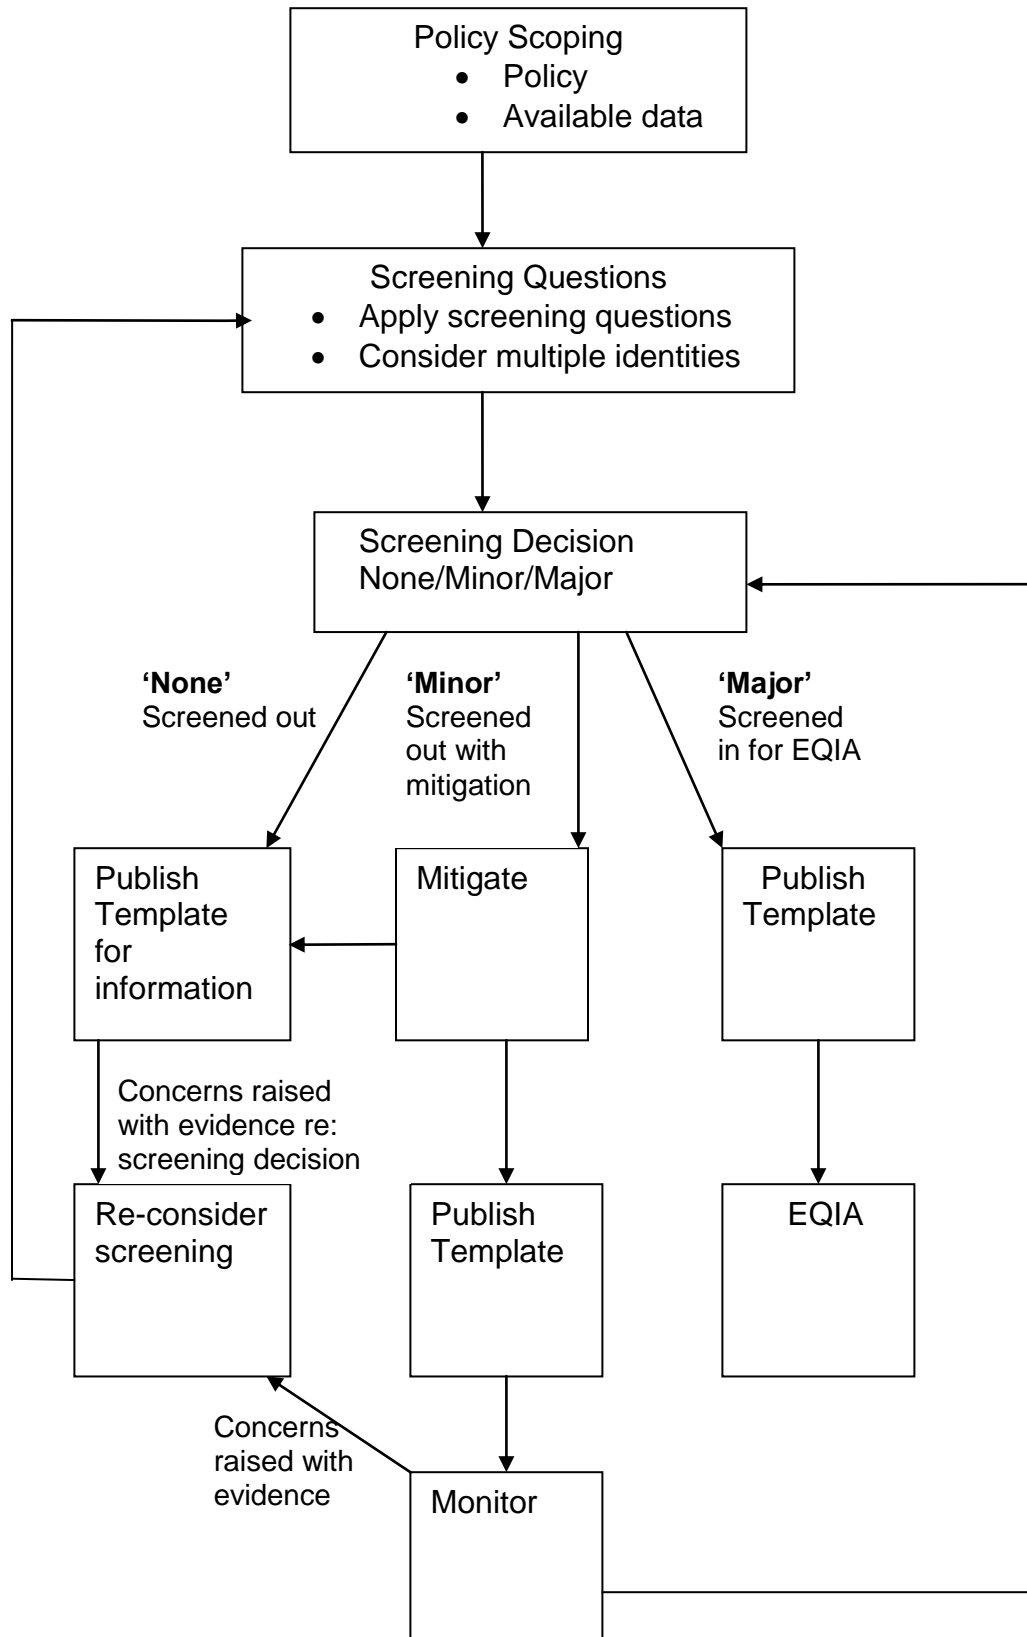 Policy Scoping
• Policy
• Available data
Screening Questions
• Apply screening questions
• Consider multiple identities
Screening Decision
None/Minor/Major
‘None’
Screened out
‘Minor’
Screened
out with
mitigation
‘Major’
Screened
in for EQIA
Publish
Template
for
information
Mitigate
Publish
Template
Concerns raised
with evidence re:
screening decision
Re-consider
screening
Publish
Template
EQIA
Concerns
raised with
evidence
Monitor